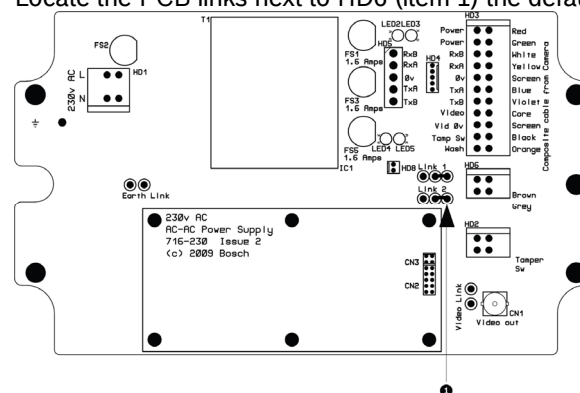 Locate the PCB links next to HD6 (item 1) the defau
T1
LED2LED3
HD3
FS2
HD5
FS1
1.6 Amps
HD4
230v AC
L
N
HD1
RxB
RxA
0v
TxA
TxB
FS3
1.6 Amps
FS5
1.6 Amps
LED4 LED5
IC1
HD8
Link 1
Link 2
Power Red
Power Green
RxB White
RxA Yellow
0v Screen
TxA Blue
TxB Violet
Video Core
Vid 0v Screen
Tamp Sw Black
Wash Orange
Composite cable from Camera
HD6
Brown
Grey
Earth Link
230v AC
AC-AC Power Supply
716-230 Issue 2
(c) 2009 Bosch
HD2
Tamper
Sw
CN3
CN2
Video Link
CN1
Video out
1